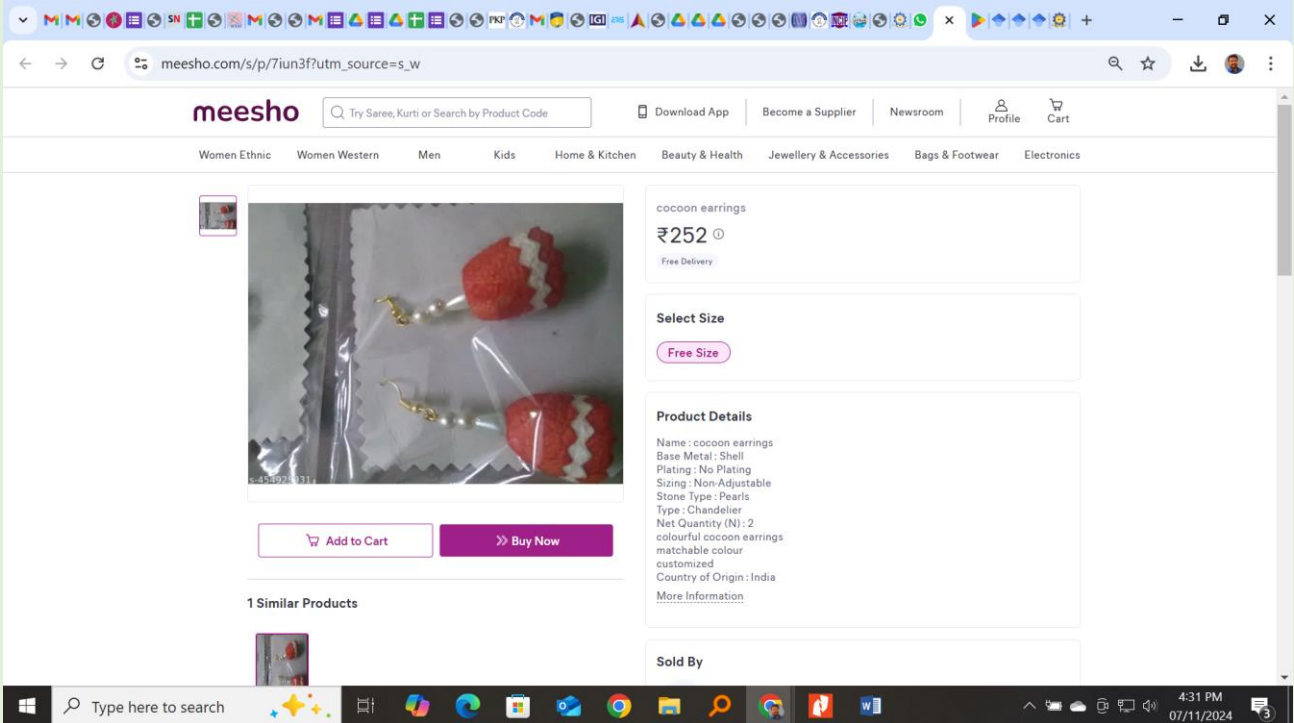 SN
PKP
IGI
meesho.com/s/p/7iun3f?utm_source=s_w
meesho
Try Saree, Kurti or Search by Product Code
Download App
Become a Supplier
Newsroom
Profile
Cart
Women Ethnic
Women Western
Men
Kids
Home & Kitchen
Beauty & Health
Jewellery & Accessories
Bags & Footwear
Electronics
cocoon earrings
₹252
Free Delivery
Select Size
Free Size
Product Details
Name : cocoon earrings
Base Metal : Shell
Plating : No Plating
Sizing : Non-Adjustable
Stone Type : Pearls
Type : Chandelier
Net Quantity (N) : 2
colourful cocoon earrings
matchable colour
customized
Country of Origin : India
More Information
Add to Cart
Buy Now
1 Similar Products
Sold By
Type here to search
4:31 PM
07/11/2024
3